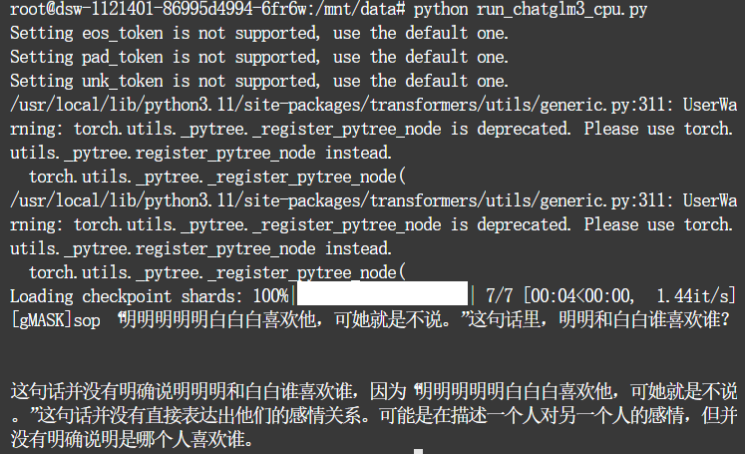 root@dsw-1121401-86995d4994-6fr6w:/mnt/data# python run_chatglm3_cpu.py
Setting eos_token is not supported, use the default one.
Setting pad_token is not supported, use the default one.
Setting unk_token is not supported, use the default one.
/usr/local/lib/python3.11/site-packages/transformers/utils/generic.py:311: UserWa
rning: torch.utils._pytree._register_pytree_node is deprecated. Please use torch.
utils._pytree.register_pytree_node instead.
  torch.utils._pytree._register_pytree_node(
/usr/local/lib/python3.11/site-packages/transformers/utils/generic.py:311: UserWa
rning: torch.utils._pytree._register_pytree_node is deprecated. Please use torch.
utils._pytree.register_pytree_node instead.
  torch.utils._pytree._register_pytree_node(
Loading checkpoint shards: 100%| | 7/7 [00:04<00:00,  1.44it/s]
[gMASK]sop “明明明明明白白白喜欢他，可她就是不说。”这句话里，明明和白白谁喜欢谁？
这句话并没有明确说明明明和白白谁喜欢谁，因为“明明明明明白白白喜欢他，可她就是不说
。”这句话并没有直接表达出他们的感情关系。可能是在描述一个人对另一个人的感情，但并
没有明确说明是哪个人喜欢谁。